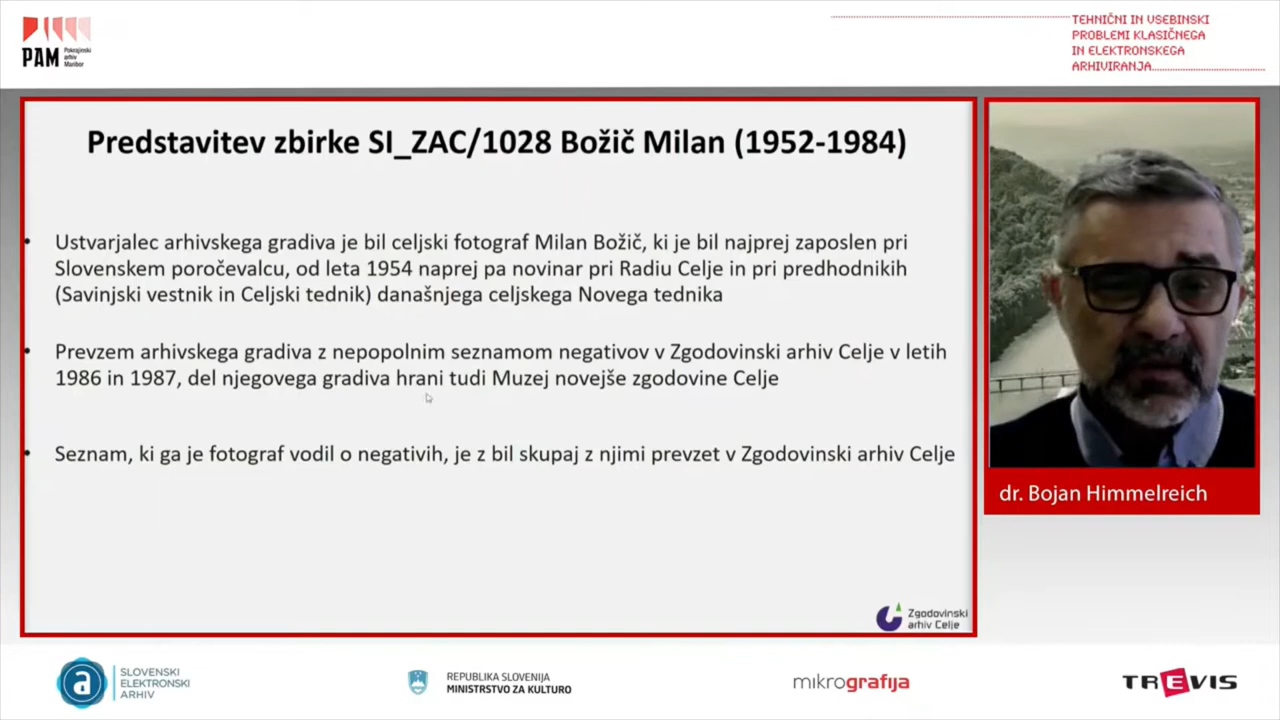 PAM
Pokrajinski
arhiv
Maribor
TEHNIČNI IN VSEBINSKI
PROBLEMI KLASIČNEGA
IN ELEKTRONSKEGA
ARHIVIRANJA
Predstavitev zbirke SI_ZAC/1028 Božič Milan (1952-1984)
• Ustvarjalec arhivskega gradiva je bil celjski fotograf Milan Božič, ki je bil najprej zaposlen pri
Slovenskem poročevalcu, od leta 1954 naprej pa novinar pri Radiu Celje in pri predhodnikih
(Savinjski vestnik in Celjski tednik) današnjega celjskega Novega tednika
• Prevzem arhivskega gradiva z nepopolnim seznamom negativov v Zgodovinski arhiv Celje v letih
1986 in 1987, del njegovega gradiva hrani tudi Muzej novejše zgodovine Celje
• Seznam, ki ga je fotograf vodil o negativih, je z bil skupaj z njimi prevzet v Zgodovinski arhiv Celje
Zgodovinski
arhiv Celje
dr. Bojan Himmelreich
a
SLOVENSKI
ELEKTRONSKI
ARHIV
REPUBLIKA SLOVENIJA
MINISTRSTVO ZA KULTURO
mikrografija
TREVIS